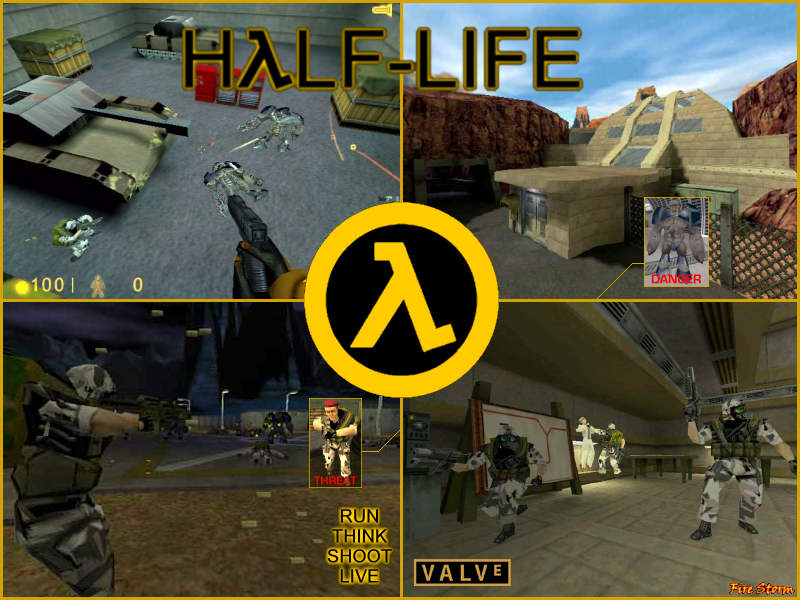 HλLF-LIFE
100 | 0
DANGER
THREAT
RUN
THINK
SHOOT
LIVE
λ
VALVE
Fire Storm